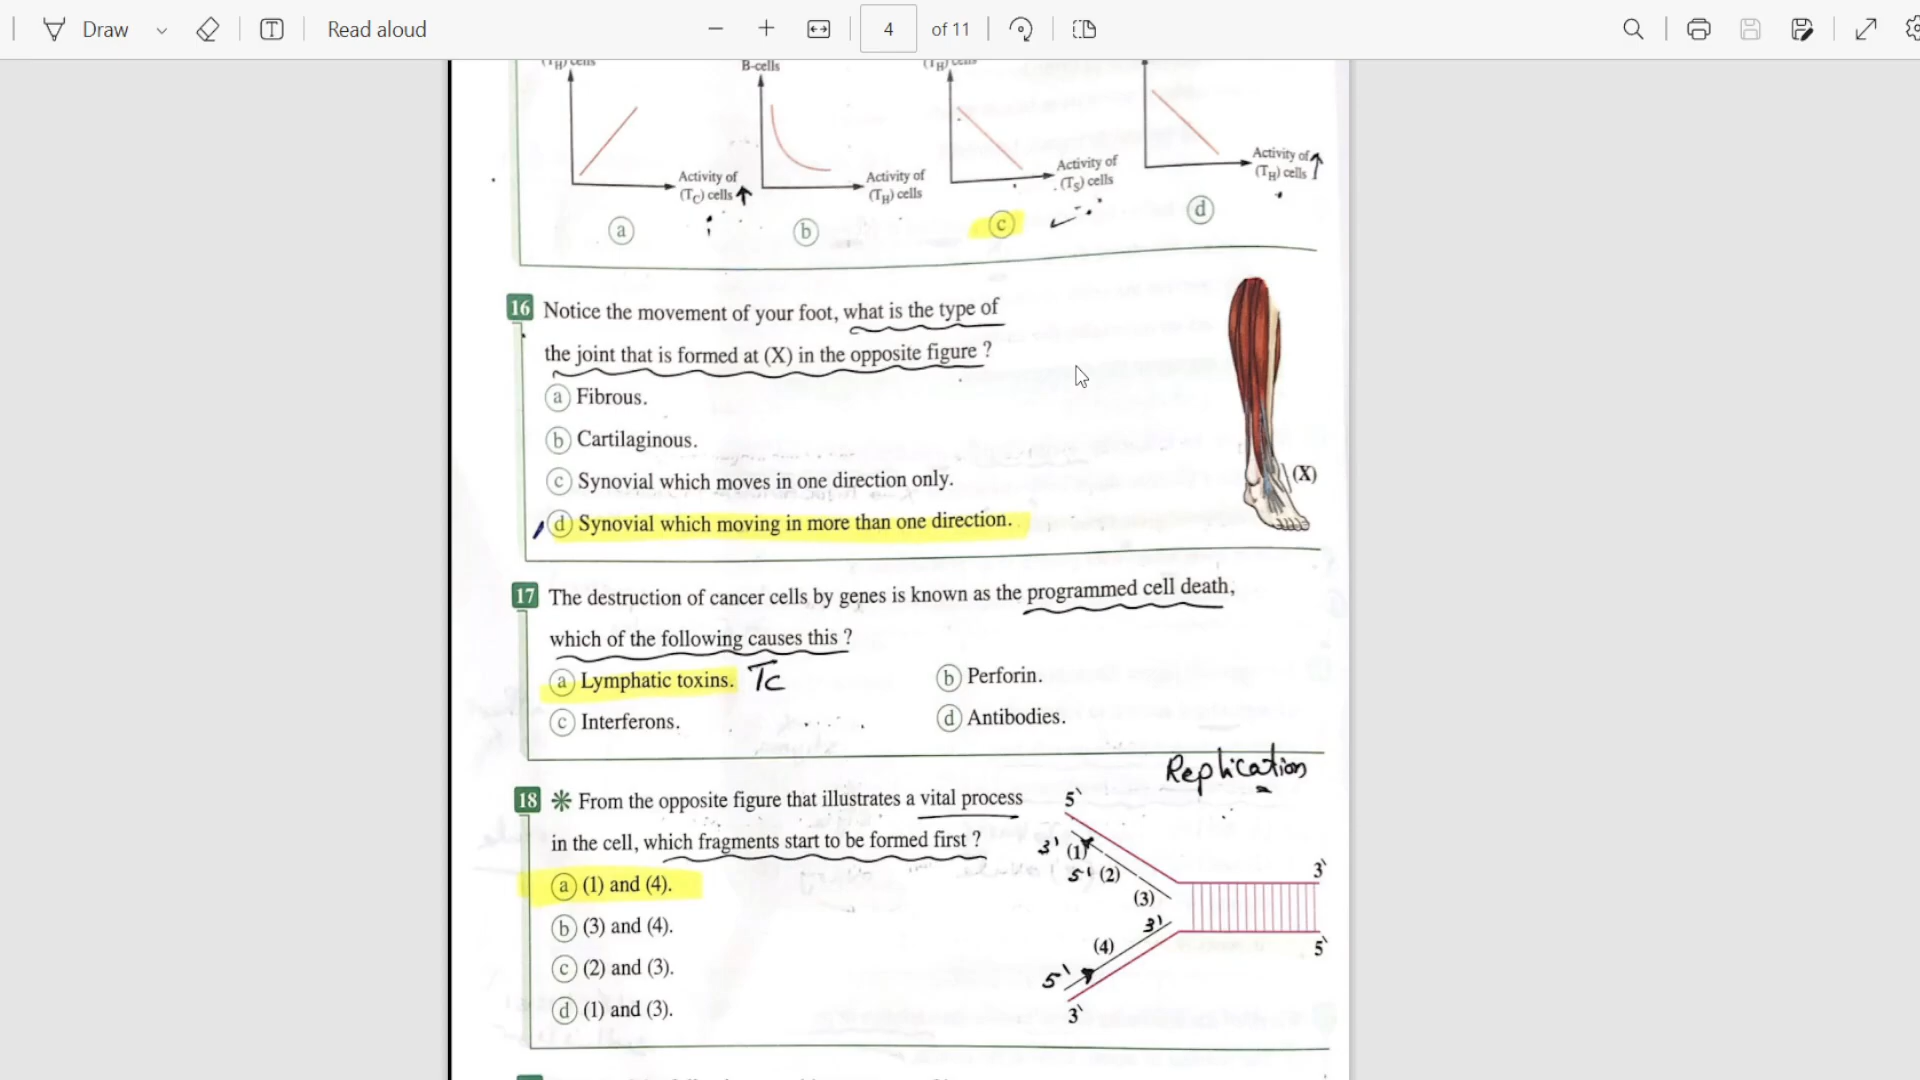 Draw
Read aloud
4 of 11
(TH) cells
B-cells
(TH) cells
Activity of
(TC) cells
Activity of
(TH) cells
Activity of
(TS) cells
Activity of
(TH) cells
a
b
c
d
16 Notice the movement of your foot, what is the type of
the joint that is formed at (X) in the opposite figure ?
a Fibrous.
b Cartilaginous.
c Synovial which moves in one direction only.
d Synovial which moving in more than one direction.
(X)
17 The destruction of cancer cells by genes is known as the programmed cell death,
which of the following causes this ?
a Lymphatic toxins. Tc
b Perforin.
c Interferons.
d Antibodies.
Replication
18 From the opposite figure that illustrates a vital process
in the cell, which fragments start to be formed first ?
a (1) and (4).
b (3) and (4).
c (2) and (3).
d (1) and (3).
5`
3' (1)
5' (2)
(3)
3`
3'
(4)
5`
5'
3`